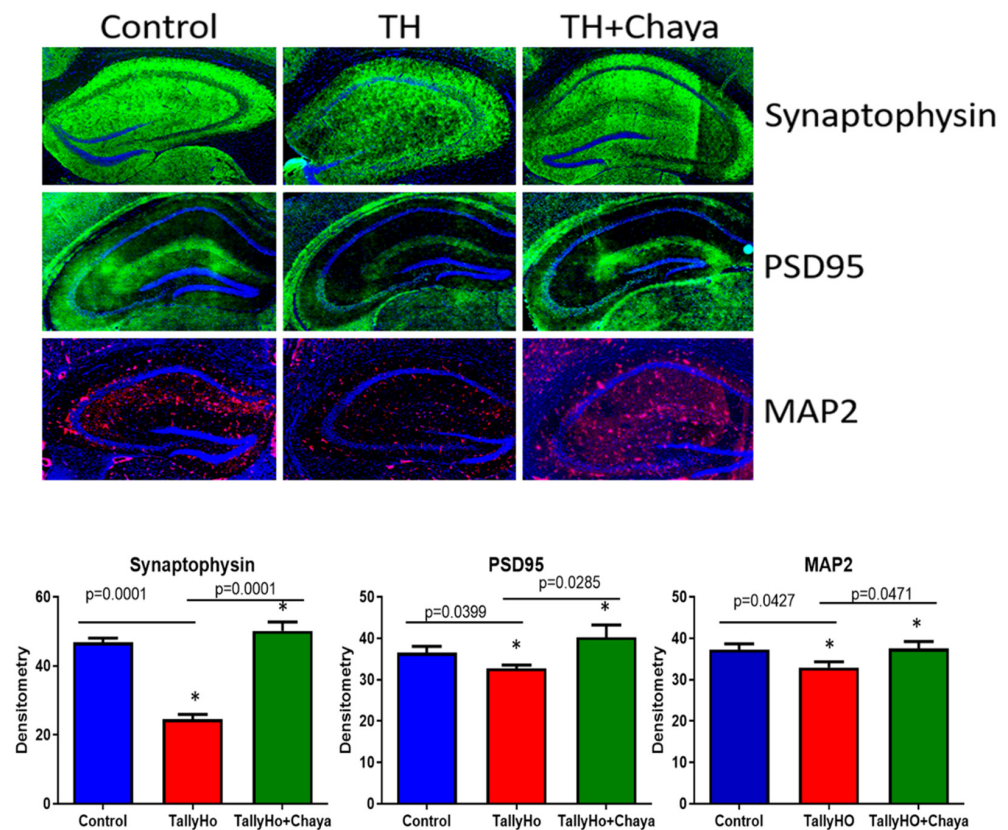 Control TH TH+Chaya
Synaptophysin
PSD95
MAP2
Synaptophysin
p=0.0001 p=0.0001
*
*
60
40
20
0
Densitometry
Control TallyHo TallyHo+Chaya
PSD95
p=0.0399 p=0.0285
*
*
50
40
30
20
10
0
Densitometry
Control TallyHo TallyHo+Chaya
MAP2
p=0.0427 p=0.0471
*
*
50
40
30
20
10
0
Densitometry
Control TallyHO TallyHO+Chaya